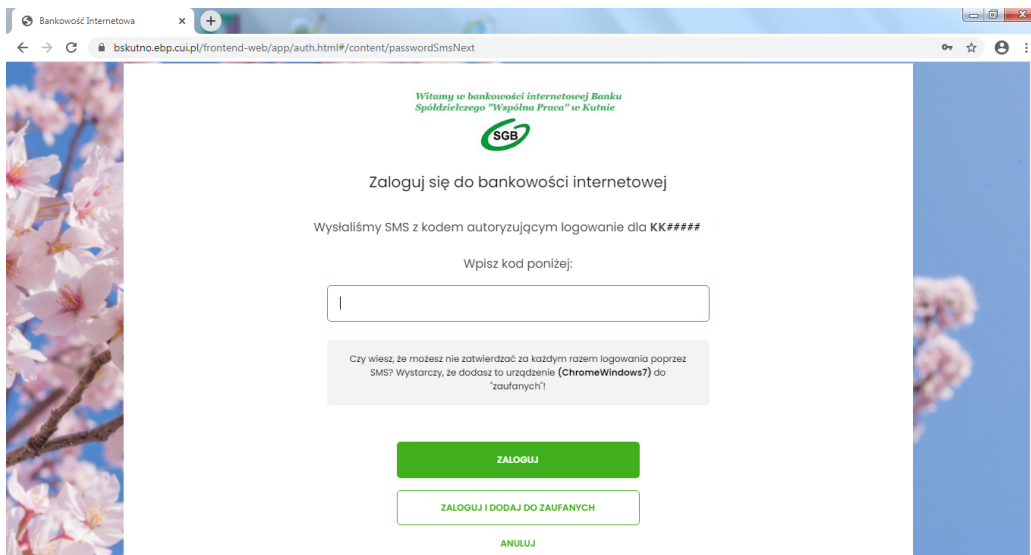 Bankowość Internetowa
bskutno.ebp.cui.pl/frontend-web/app/auth.html#/content/passwordSmsNext
Witamy w bankowości internetowej Banku
Spółdzielczego "Wspólna Praca" w Kutnie
SGB
Zaloguj się do bankowości internetowej
Wysłaliśmy SMS z kodem autoryzującym logowanie dla KK#####
Wpisz kod poniżej:
Czy wiesz, że możesz nie zatwierdzać za każdym razem logowania poprzez
SMS? Wystarczy, że dodasz to urządzenie (ChromeWindows7) do
"zaufanych"!
ZALOGUJ
ZALOGUJ I DODAJ DO ZAUFANYCH
ANULUJ